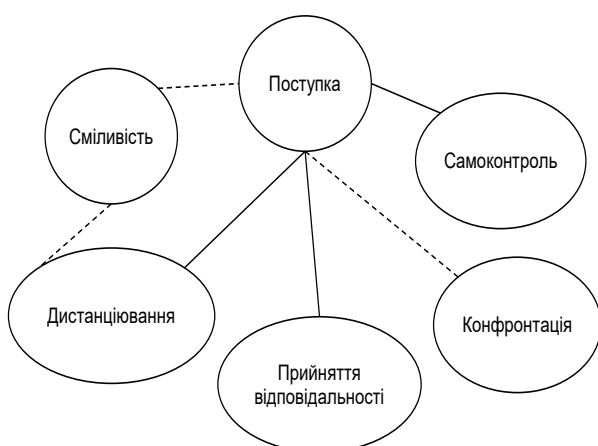 Поступка
Сміливість
Самоконтроль
Дистанціювання
Конфронтація
Прийняття
відповідальності